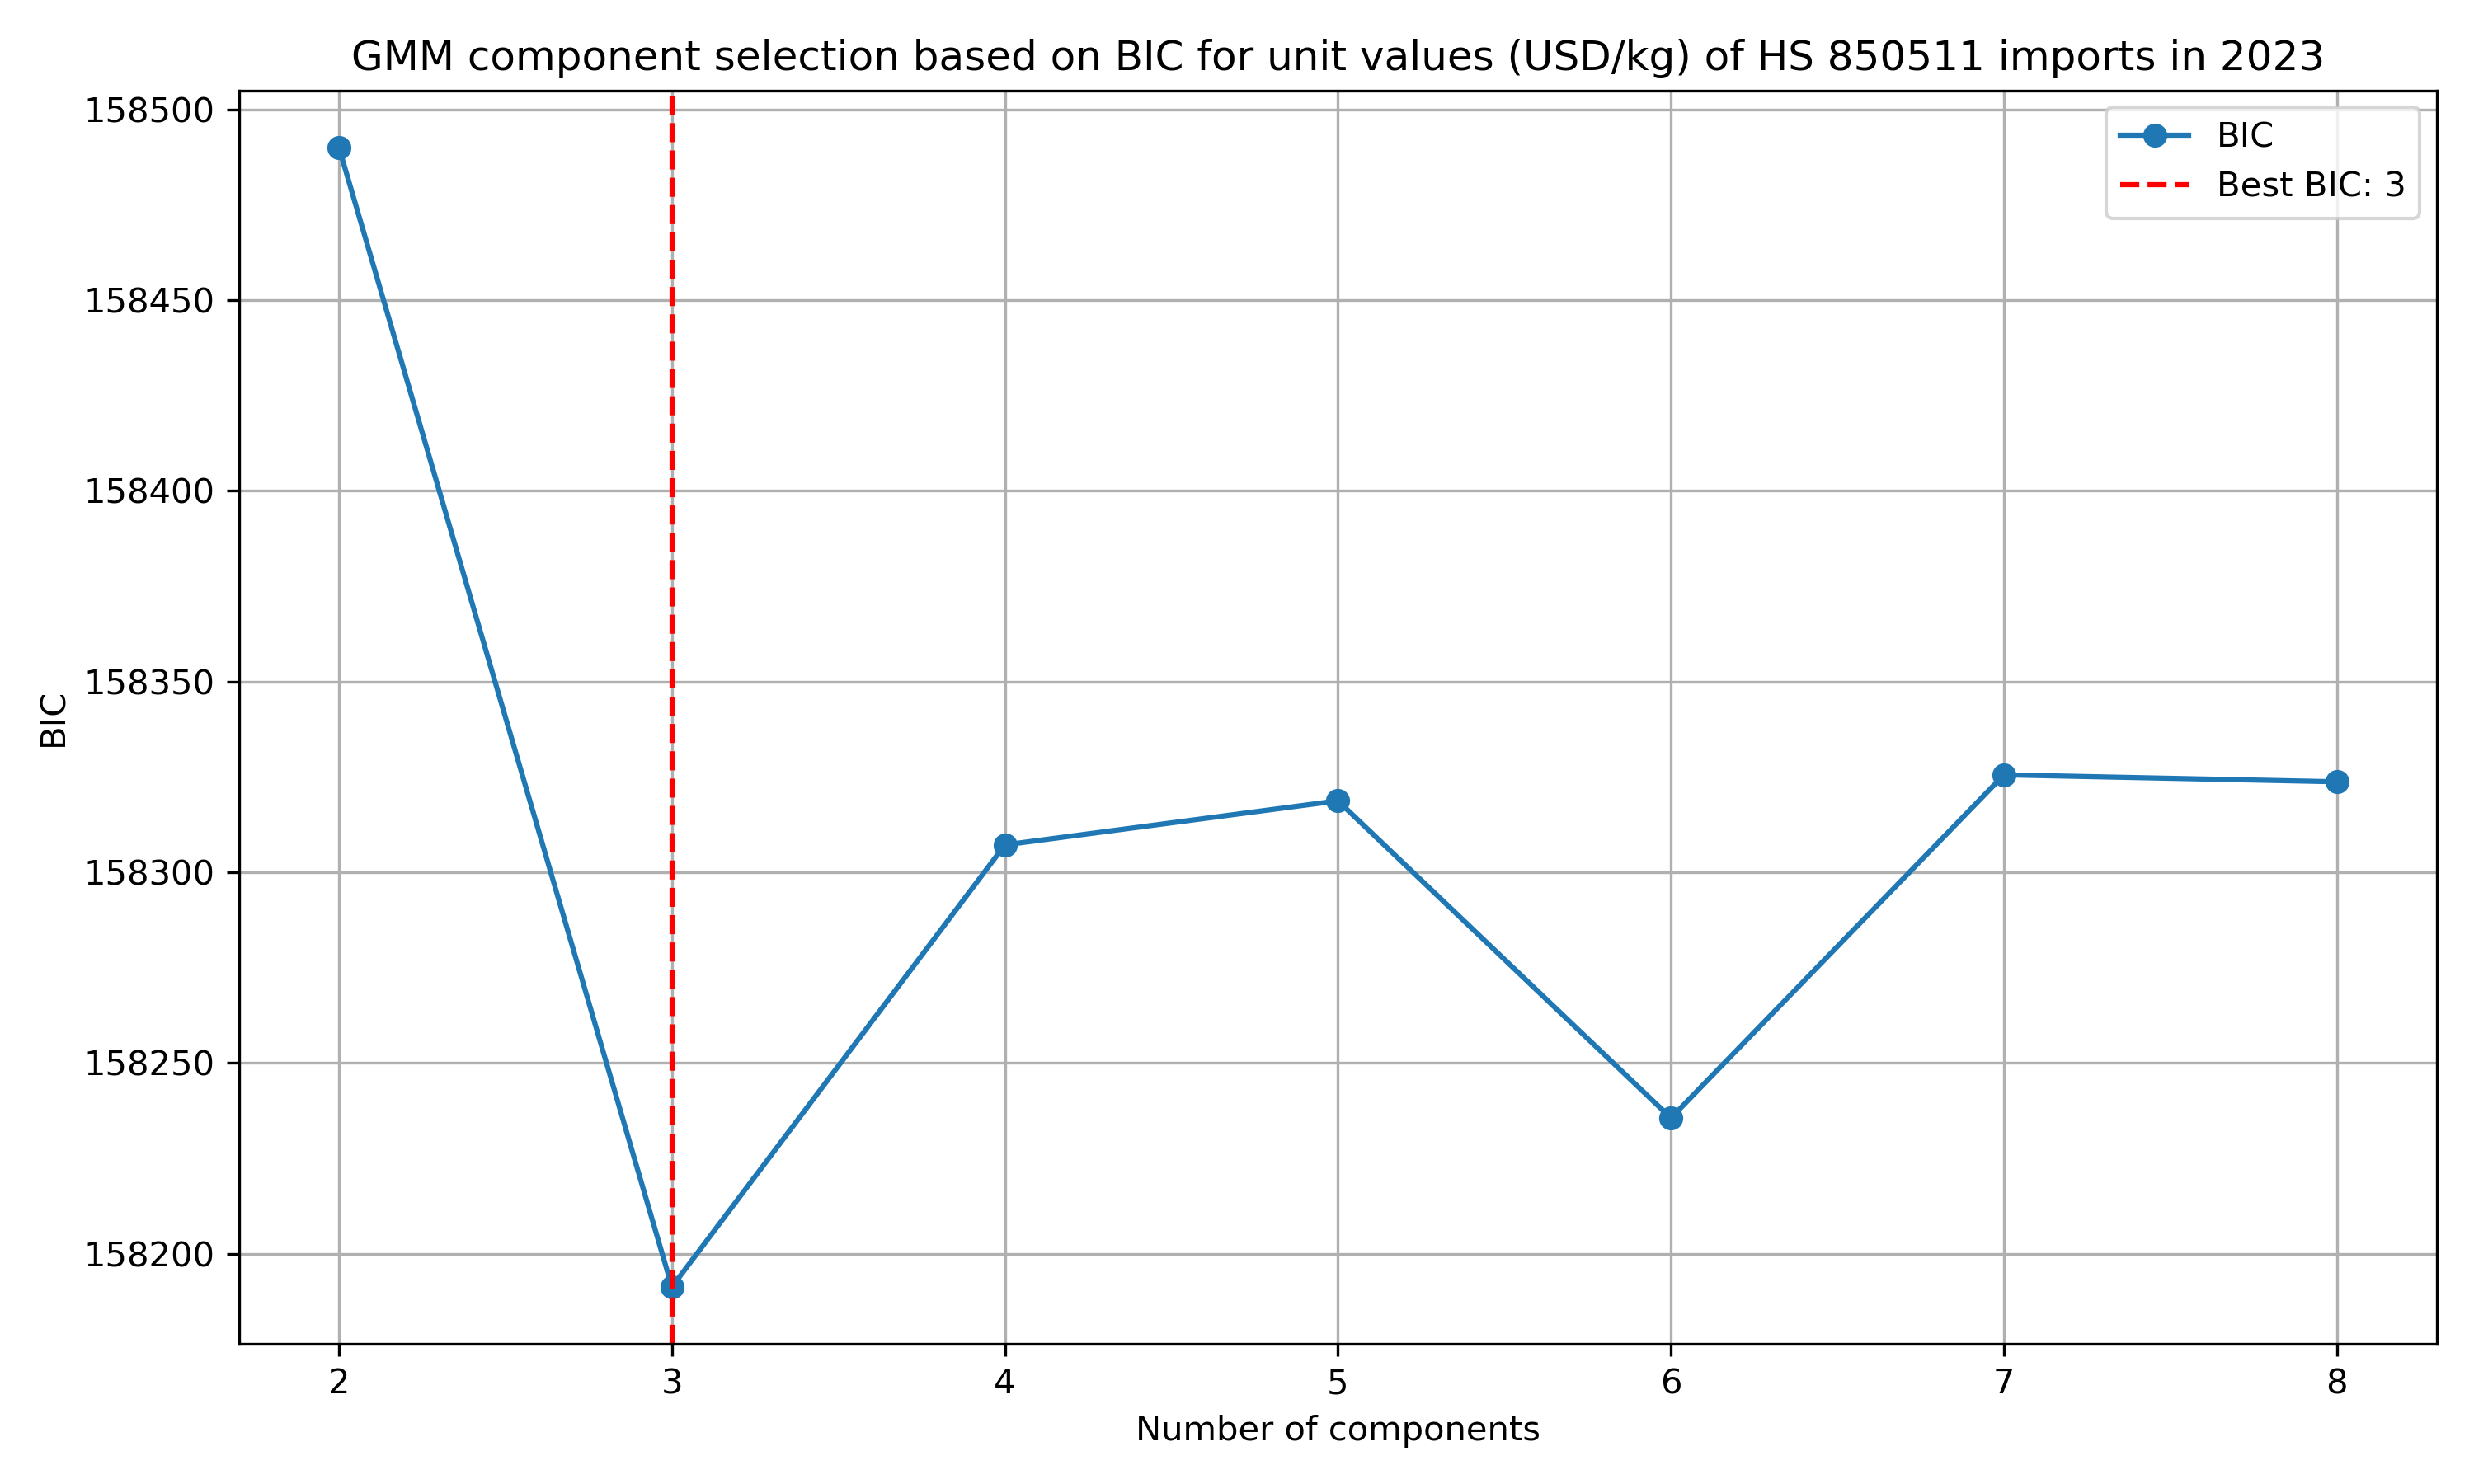 GMM component selection based on BIC for unit values (USD/kg) of HS 850511 imports in 2023
158500
158450
158400
158350
158300
158250
158200
BIC
BIC
Best BIC: 3
2 3 4 5 6 7 8
Number of components